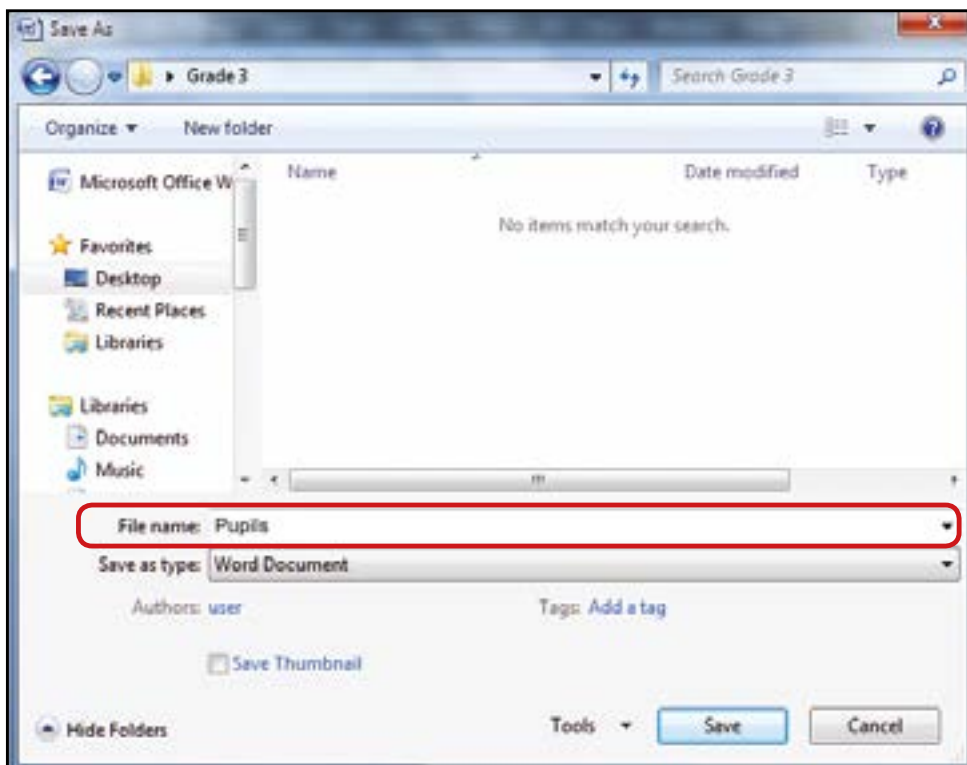 Save As
Grade 3
Search Grade 3
Organize
New folder
Microsoft Office W
Name
Date modified
Type
No items match your search.
Favorites
Desktop
Recent Places
Libraries
Libraries
Documents
Music
File name: Pupils
Save as type: Word Document
Authors: user
Tags: Add a tag
Save Thumbnail
Hide Folders
Tools
Save
Cancel